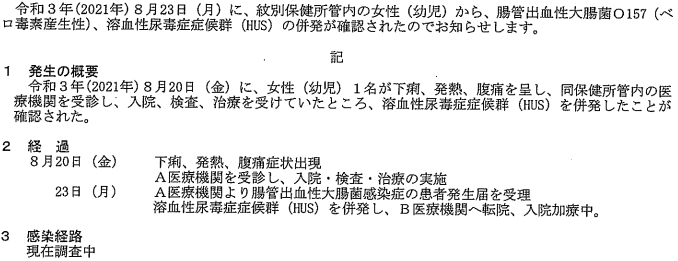 令和３年(2021年)８月23日（月）に、紋別保健所管内の女性（幼児）から、腸管出血性大腸菌Ｏ157（ベ
ロ毒素産生性）、溶血性尿毒症症候群（HUS）の併発が確認されたのでお知らせします。
記
１　発生の概要
令和３年(2021年)８月20日（金）に、女性（幼児）１名が下痢、発熱、腹痛を呈し、同保健所管内の医
療機関を受診し、入院、検査、治療を受けていたところ、溶血性尿毒症症候群（HUS）を併発したことが
確認された。
２　経　過
８月20日（金）　下痢、発熱、腹痛症状出現
Ａ医療機関を受診し、入院・検査・治療の実施
23日（月）　Ａ医療機関より腸管出血性大腸菌感染症の患者発生届を受理
溶血性尿毒症症候群（HUS）を併発し、Ｂ医療機関へ転院、入院加療中。
３　感染経路
現在調査中